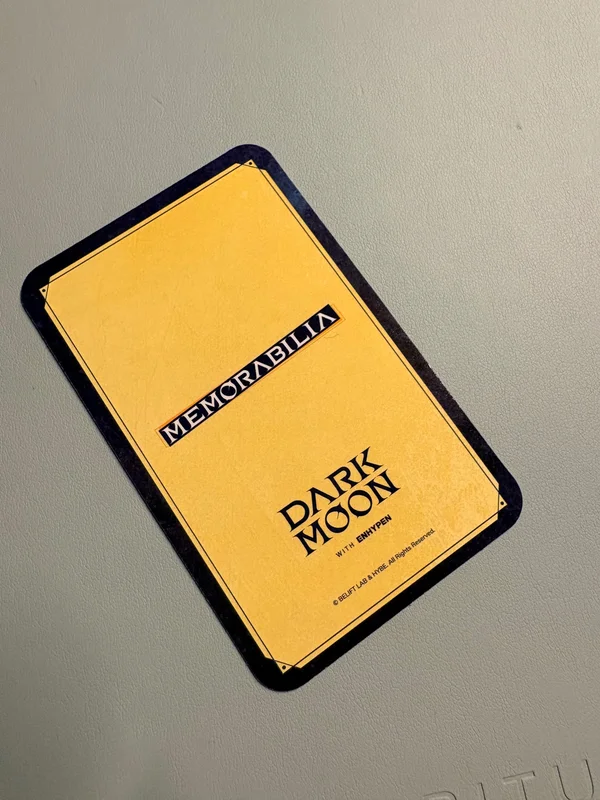 MEMORABILIA
DARK
MOON
WITH ENHYPEN
© BELIFT LAB & HYBE. All Rights Reserved.